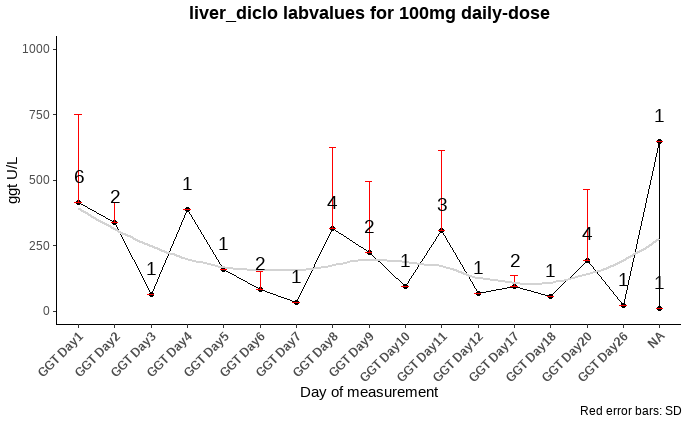 liver_diclo labvalues for 100mg daily-dose
ggt U/L
1000
750
500
250
0
6
2
1
1
1
2
1
4
2
1
3
1
2
1
4
1
1
1
GGT Day1
GGT Day2
GGT Day3
GGT Day4
GGT Day5
GGT Day6
GGT Day7
GGT Day8
GGT Day9
GGT Day10
GGT Day11
GGT Day12
GGT Day17
GGT Day18
GGT Day20
GGT Day26
NA
Day of measurement
Red error bars: SD